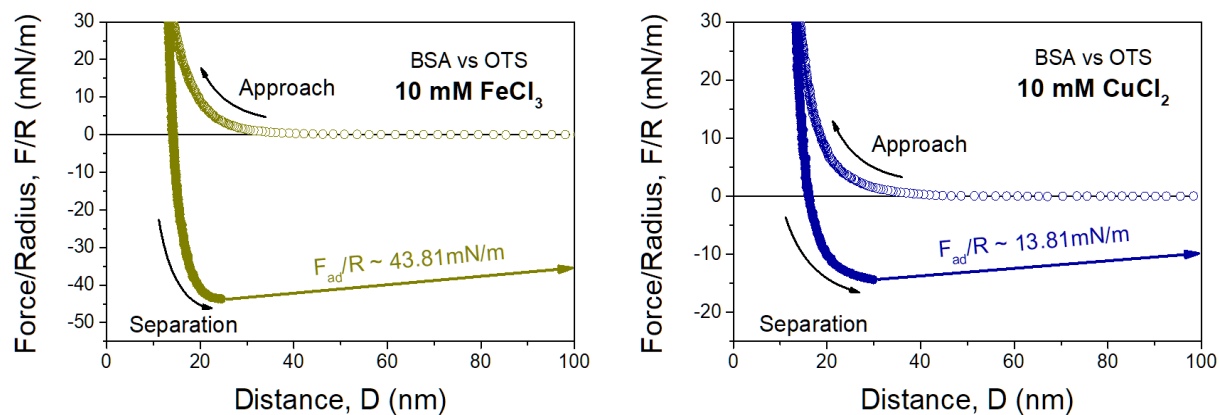 Force/Radius, F/R (mN/m)
30
20
10
0
-10
-20
-30
-40
-50
0
20
40
60
80
100
Distance, D (nm)
BSA vs OTS
10 mM FeCl₃
Approach
F_ad/R ~ 43.81mN/m
Separation
Force/Radius, F/R (mN/m)
30
20
10
0
-10
-20
0
20
40
60
80
100
Distance, D (nm)
BSA vs OTS
10 mM CuCl₂
Approach
F_ad/R ~ 13.81mN/m
Separation